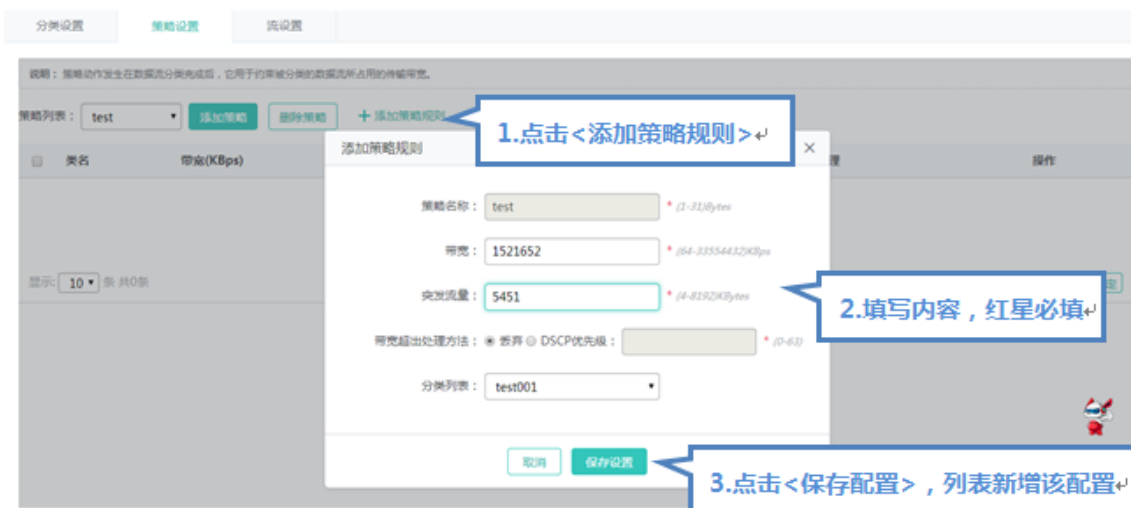 分类设置 策略设置 流设置
说明：策略动作发生在数据流分类完成后，它用于约束被分类的数据流所占用的传输带宽。
策略列表： test 添加策略 删除策略 + 添加策略规则
1.点击<添加策略规则>↵
添加策略规则 ×
类名 带宽(KBps) 理 操作
策略名称： test * (1-31)Bytes
带宽： 1521652 * (64-33554432)KBps
显示: 10 条 共0条 定
突发流量： 5451 * (4-8192)KBytes
2.填写内容，红星必填↵
带宽超出处理方法： 丢弃 DSCP优先级： * (0-63)
分类列表： test001
取消 保存设置
3.点击<保存配置>，列表新增该配置↵